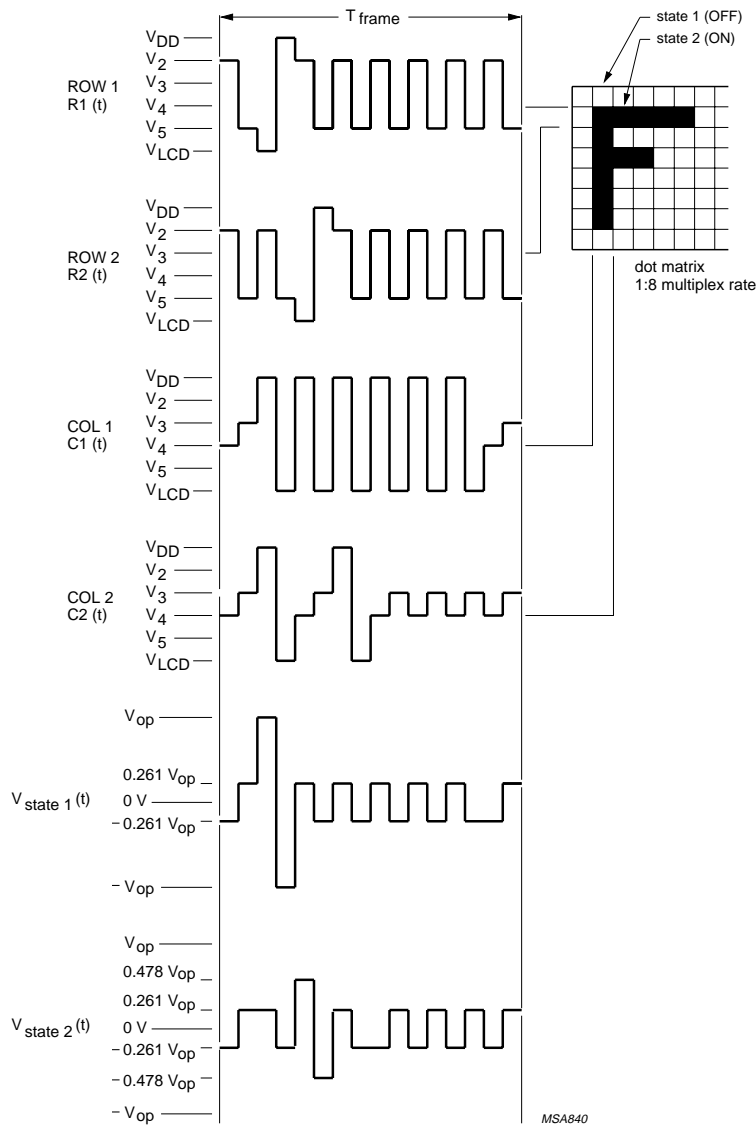 T frame
state 1 (OFF)
state 2 (ON)
VDD
V2
V3
V4
V5
VLCD
ROW 1
R1 (t)
VDD
V2
V3
V4
V5
VLCD
ROW 2
R2 (t)
dot matrix
1:8 multiplex rate
VDD
V2
V3
V4
V5
VLCD
COL 1
C1 (t)
VDD
V2
V3
V4
V5
VLCD
COL 2
C2 (t)
Vop
0.261 Vop
0 V
− 0.261 Vop
− Vop
Vstate 1 (t)
Vop
0.478 Vop
0.261 Vop
0 V
− 0.261 Vop
− 0.478 Vop
− Vop
Vstate 2 (t)
MSA840